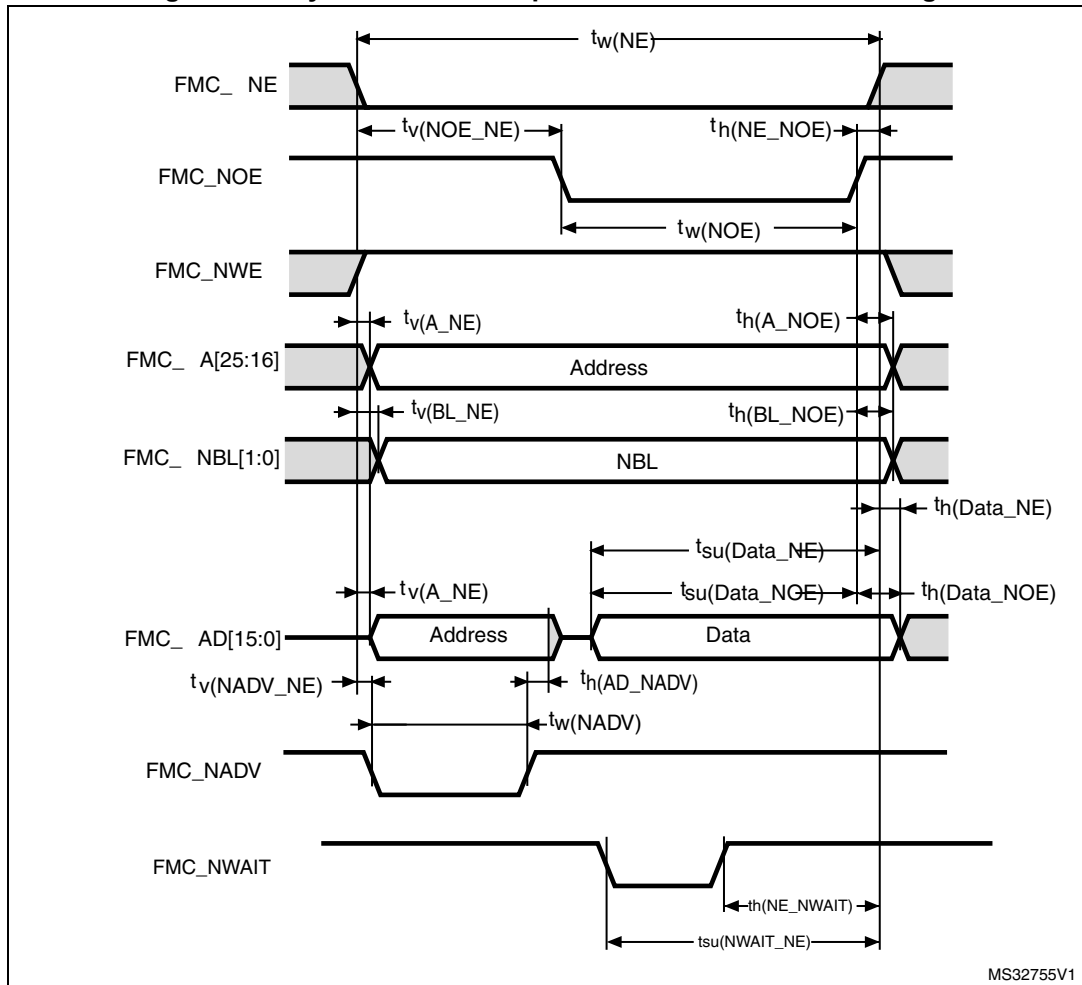 tw(NE)
FMC_ NE
tv(NOE_NE)
th(NE_NOE)
FMC_NOE
tw(NOE)
FMC_NWE
tv(A_NE)
th(A_NOE)
FMC_ A[25:16]
Address
tv(BL_NE)
th(BL_NOE)
FMC_ NBL[1:0]
NBL
th(Data_NE)
tsu(Data_NE)
tv(A_NE)
tsu(Data_NOE)
th(Data_NOE)
FMC_ AD[15:0]
Address
Data
tv(NADV_NE)
th(AD_NADV)
tw(NADV)
FMC_NADV
FMC_NWAIT
th(NE_NWAIT)
tsu(NWAIT_NE)
MS32755V1